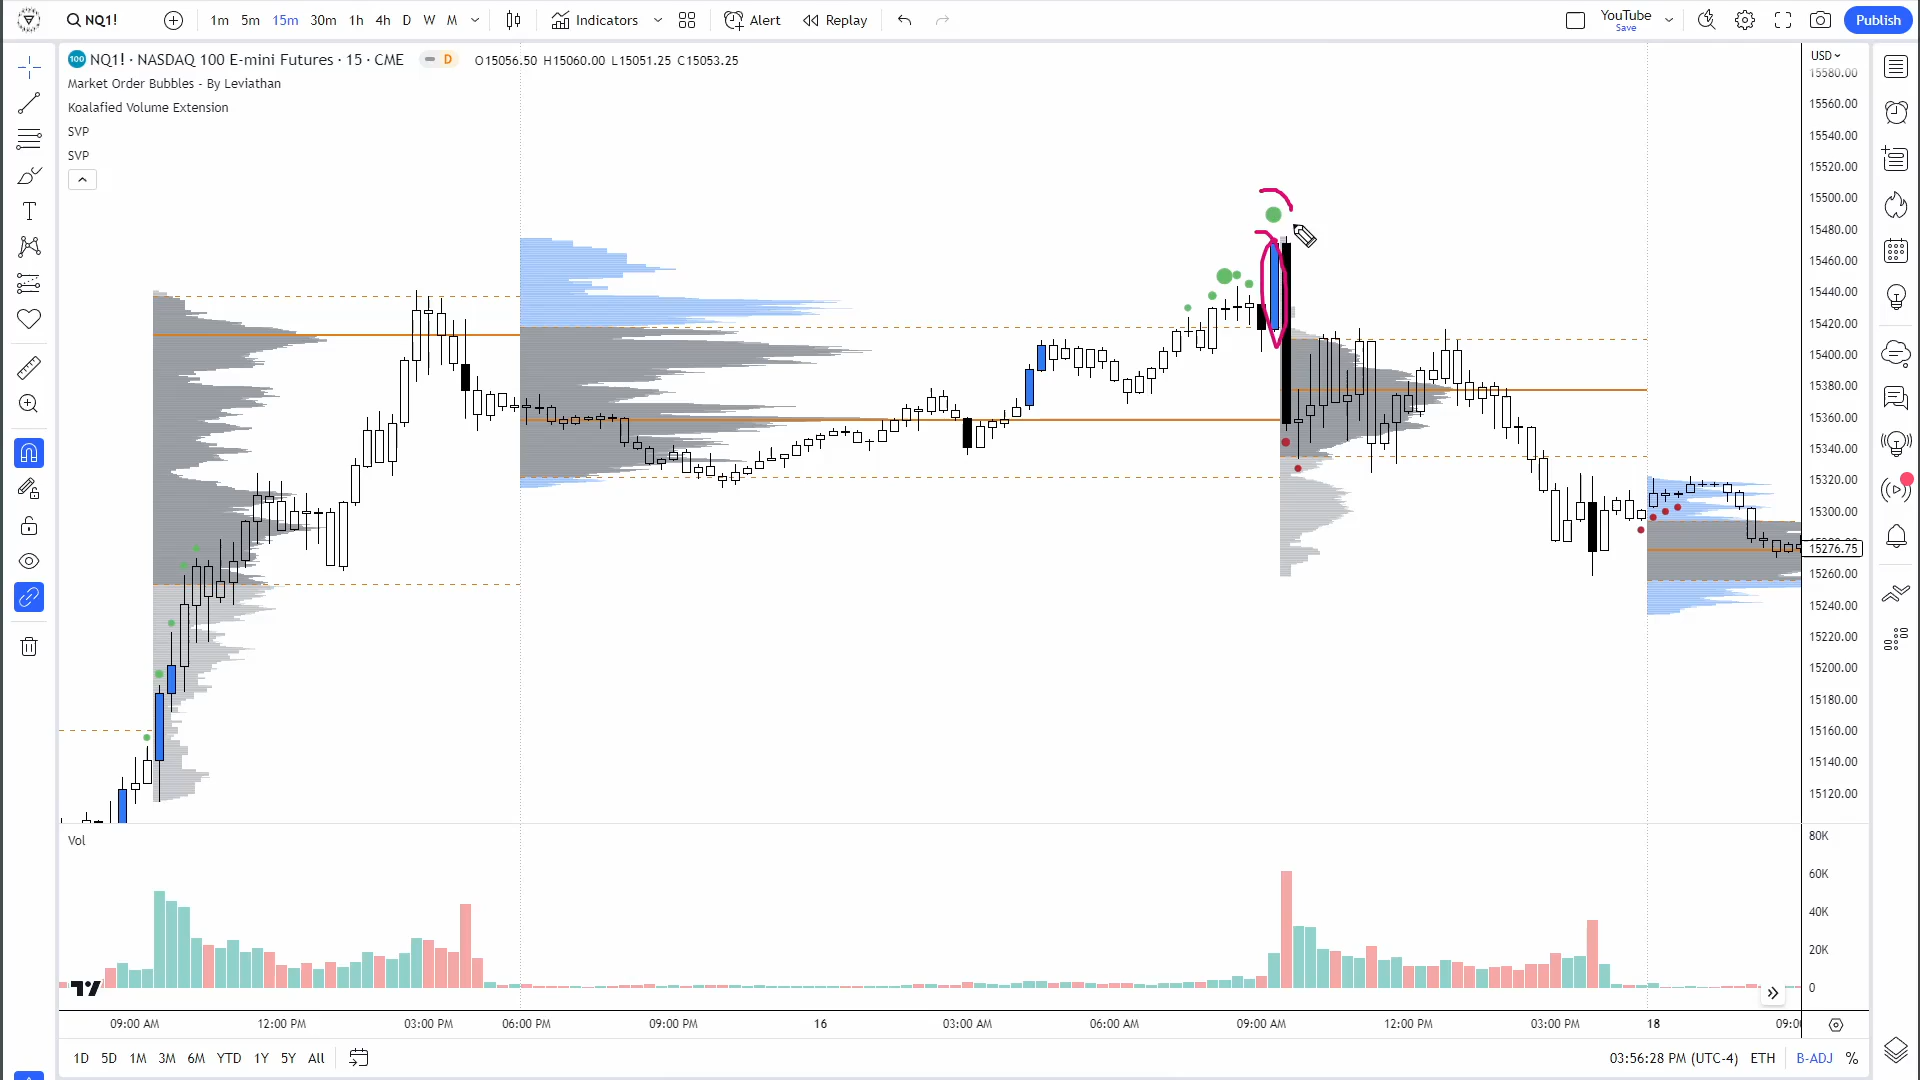 NQ1!
1m 5m 15m 30m 1h 4h D W M Indicators Alert Replay YouTube Save Publish
100 NQ1! · NASDAQ 100 E-mini Futures · 15 · CME D O15056.50 H15060.00 L15051.25 C15053.25
Market Order Bubbles - By Leviathan
Koalafied Volume Extension
SVP
SVP
USD
15580.00
15560.00
15540.00
15520.00
15500.00
15480.00
15460.00
15440.00
15420.00
15400.00
15380.00
15360.00
15340.00
15320.00
15300.00
15276.75
15260.00
15240.00
15220.00
15200.00
15180.00
15160.00
15140.00
15120.00
Vol
80K
60K
40K
20K
0
09:00 AM 12:00 PM 03:00 PM 06:00 PM 09:00 PM 16 03:00 AM 06:00 AM 09:00 AM 12:00 PM 03:00 PM 18 09:0
1D 5D 1M 3M 6M YTD 1Y 5Y All 03:56:28 PM (UTC-4) ETH B-ADJ %